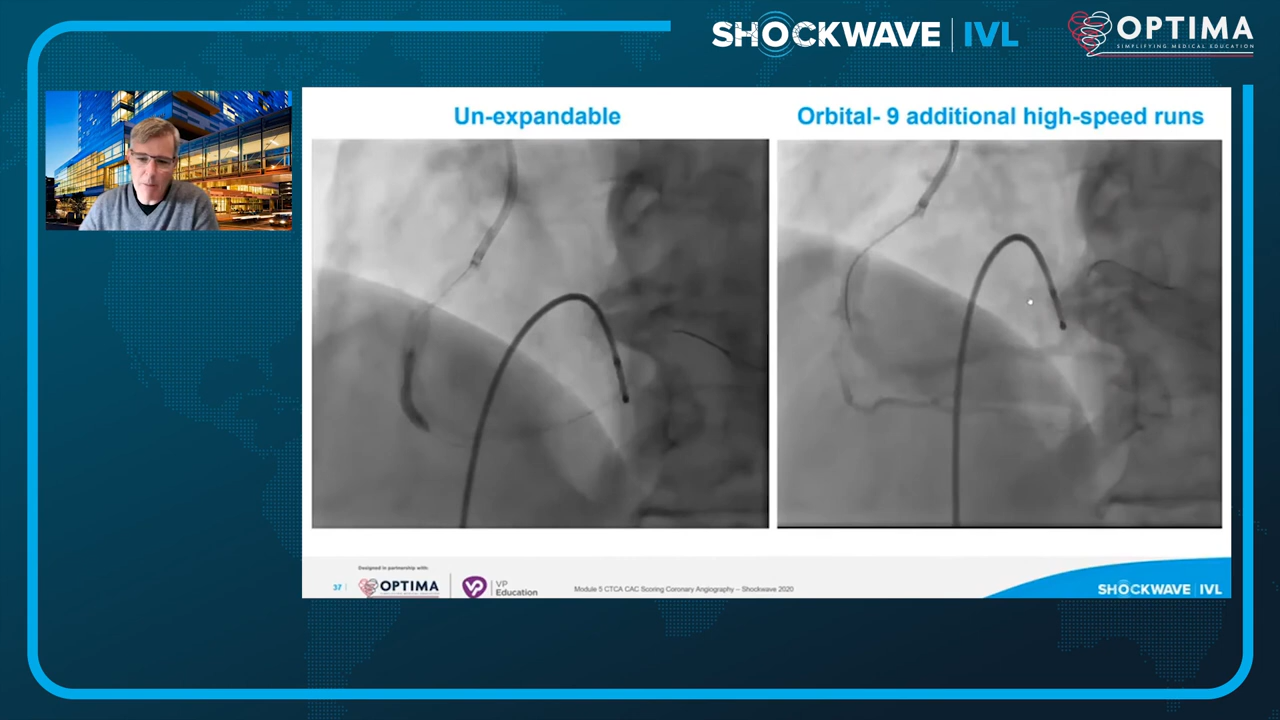 SHOCKWAVE | IVL
OPTIMA
SIMPLIFYING MEDICAL EDUCATION
Un-expandable
Orbital- 9 additional high-speed runs
37 |
Designed in partnership with:
OPTIMA
VP
VP
Education
Module 5 CTCA CAC Scoring Coronary Angiography – Shockwave 2020
SHOCKWAVE | IVL